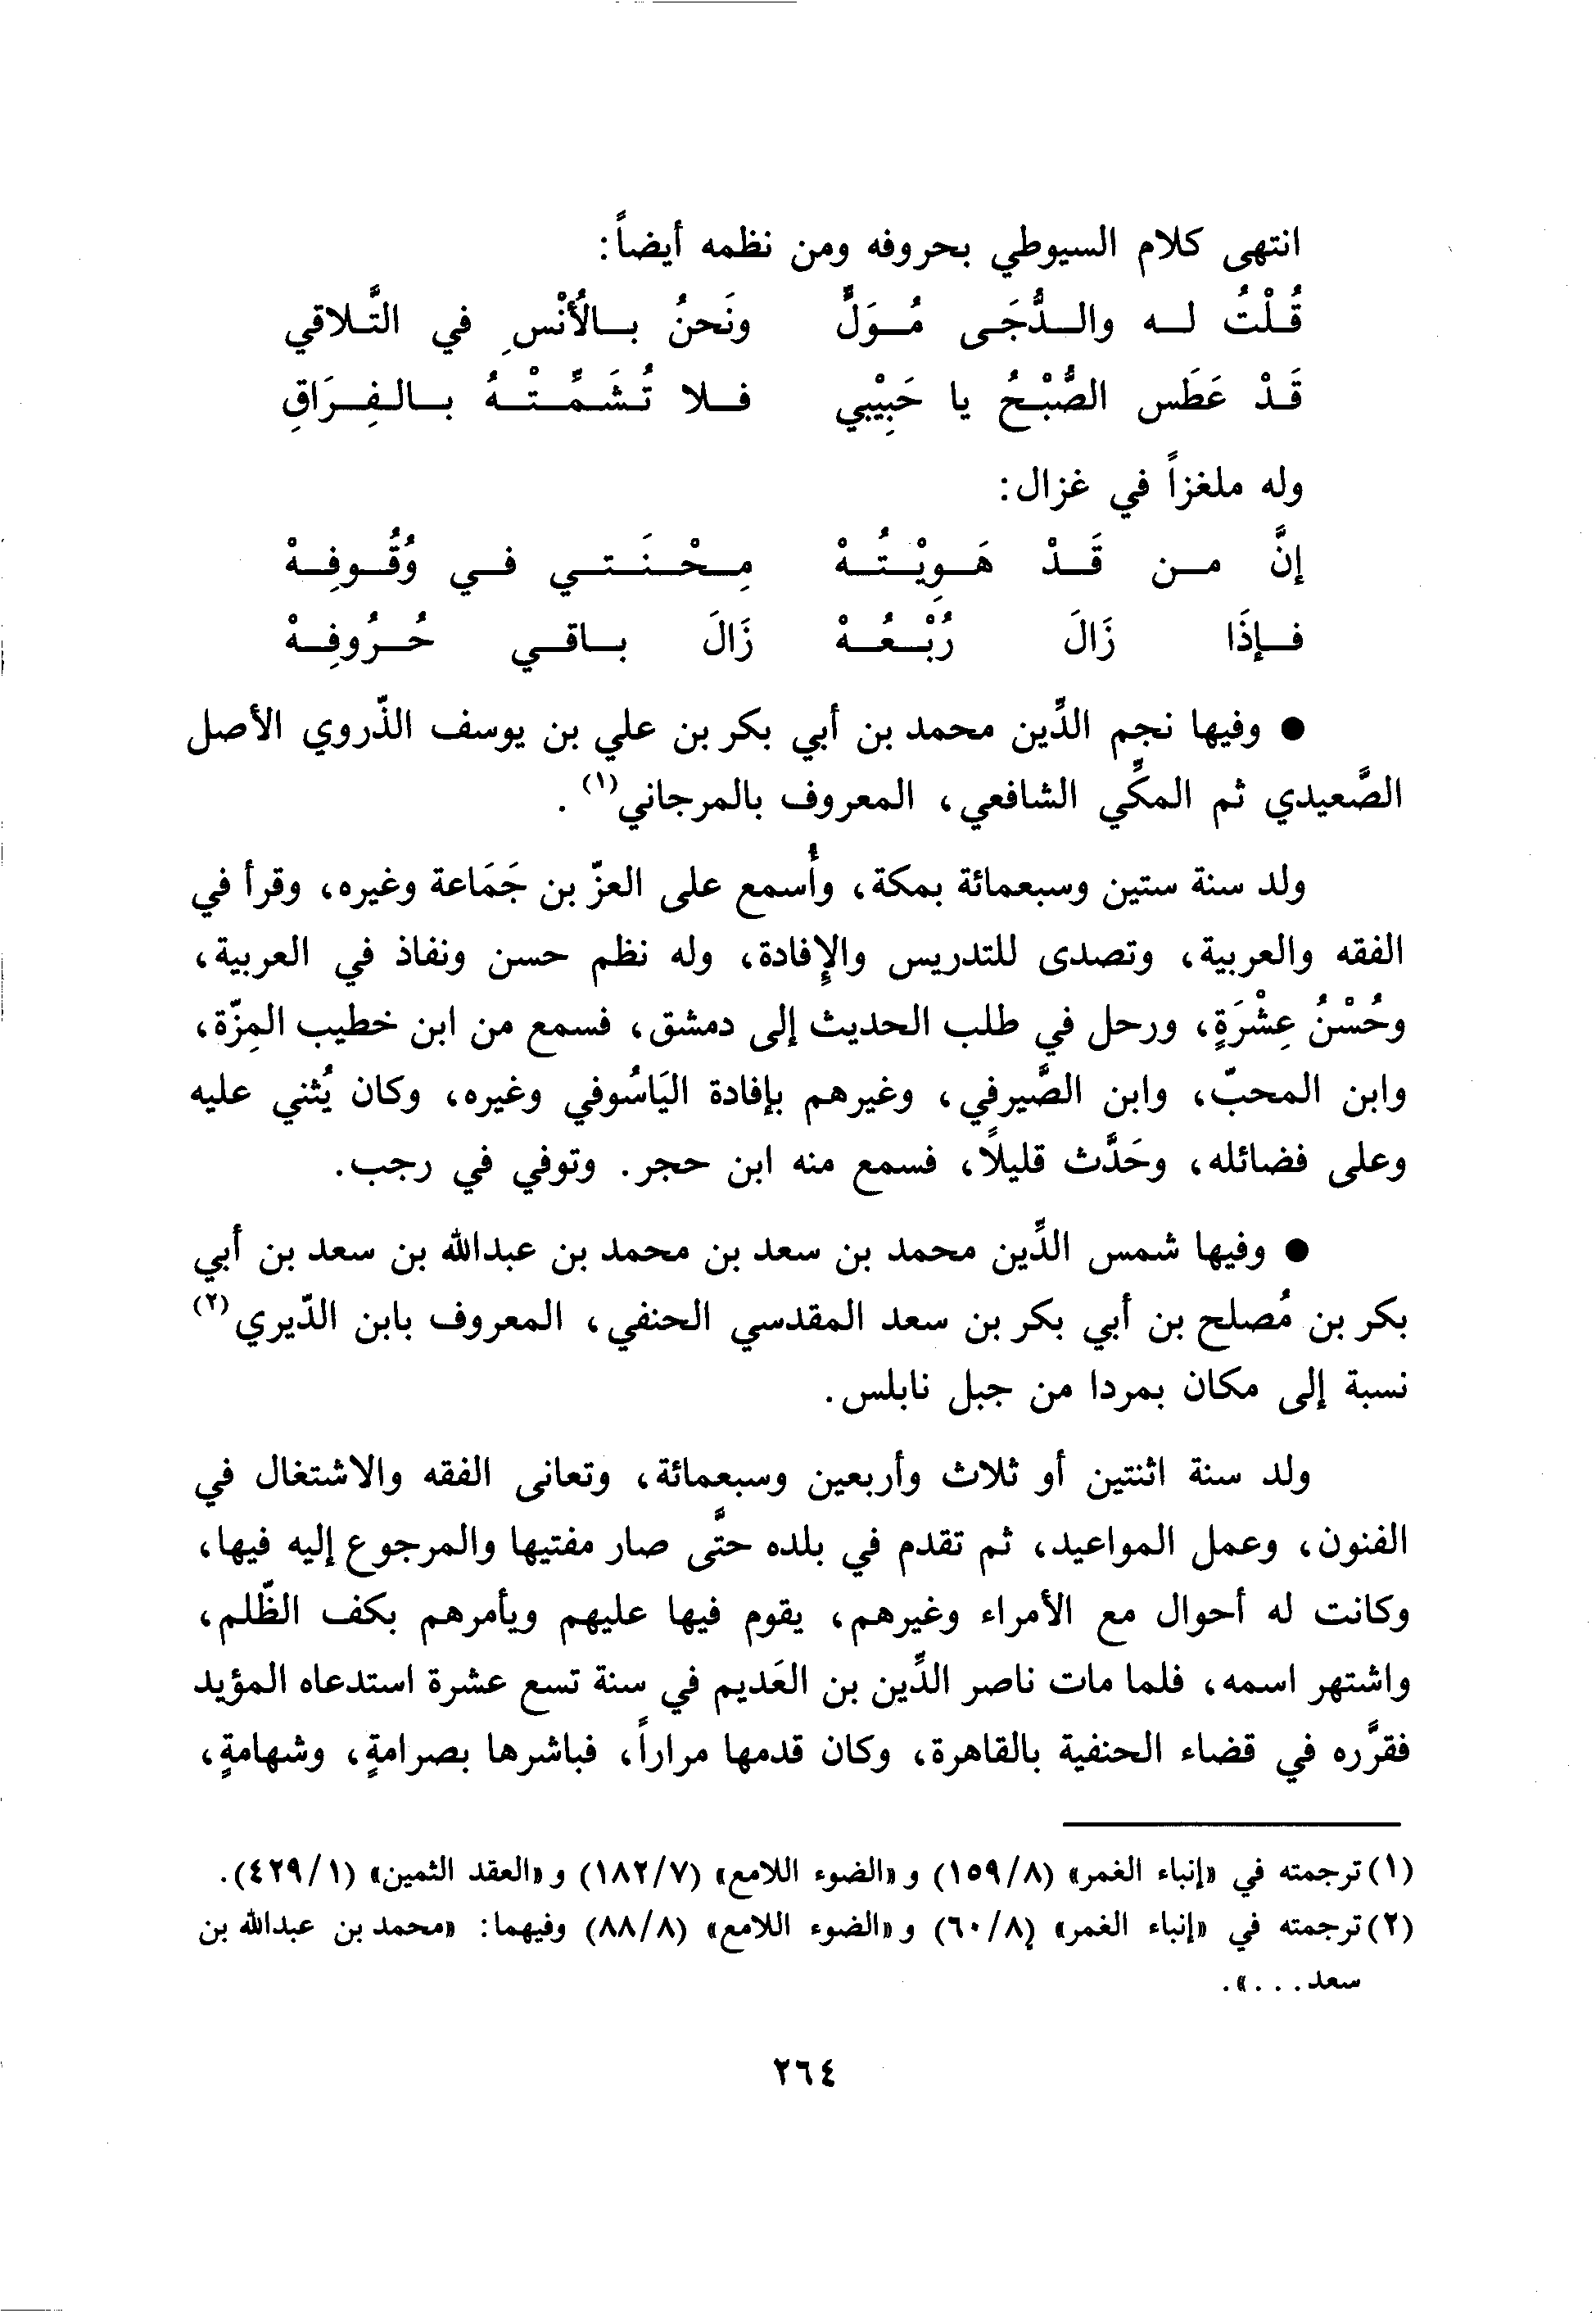 انتهى كلام السيوطي بحروفه ومن نظمه أيضاً:
قُـلْتُ لـه والـدُّجَـى مُـوَلٍّ ونَحنُ بـالأُنْسِ في التَّـلاقي
قَـدْ عَطَس الصُّبْـحُ يا حَبِيْبي فـلا تُـشَـمِّـتْـهُ بـالـفِـرَاقِ
وله ملغزاً في غزال:
إنَّ مـن قَـدْ هَـوِيْـتُـهْ مِـحْـنَـتـي فـي وُقُـوفِـهْ
فـإذَا زَالَ رُبْـعُـهْ زَالَ بـاقـي حُـرُوفِـهْ
● وفيها نجم الدِّين محمد بن أبي بكر بن علي بن يوسف الذّروي الأصل
الصَّعيدي ثم المكِّي الشافعي، المعروف بالمرجاني(١).
ولد سنة ستين وسبعمائة بمكة، وأُسمع على العزّ بن جَمَاعة وغيره، وقرأ في
الفقه والعربية، وتصدى للتدريس والإِفادة، وله نظم حسن ونفاذ في العربية،
وحُسْنُ عِشْرَةٍ، ورحل في طلب الحديث إلى دمشق، فسمع من ابن خطيب المِزّة،
وابن المحبّ، وابن الصَّيرفي، وغيرهم بإفادة اليَاسُوفي وغيره، وكان يُثني عليه
وعلى فضائله، وحَدَّث قليلًا، فسمع منه ابن حجر. وتوفي في رجب.
● وفيها شمس الدِّين محمد بن سعد بن محمد بن عبدالله بن سعد بن أبي
بكر بن مُصلح بن أبي بكر بن سعد المقدسي الحنفي، المعروف بابن الدّيري(٢)
نسبة إلى مكان بمردا من جبل نابلس.
ولد سنة اثنتين أو ثلاث وأربعين وسبعمائة، وتعانى الفقه والاشتغال في
الفنون، وعمل المواعيد، ثم تقدم في بلده حتَّى صار مفتيها والمرجوع إليه فيها،
وكانت له أحوال مع الأمراء وغيرهم، يقوم فيها عليهم ويأمرهم بكف الظّلم،
واشتهر اسمه، فلما مات ناصر الدِّين بن العَديم في سنة تسع عشرة استدعاه المؤيد
فقرَّره في قضاء الحنفية بالقاهرة، وكان قدمها مراراً، فباشرها بصرامةٍ، وشهامةٍ،
(١) ترجمته في «إنباء الغمر» (٨/١٥٩) و«الضوء اللامع» (٧/١٨٢) و«العقد الثمين» (١/٤٢٩).
(٢) ترجمته في «إنباء الغمر» (٨/٦٠) و«الضوء اللامع» (٨/٨٨) وفيهما: «محمد بن عبدالله بن
سعد...».
٢٦٤